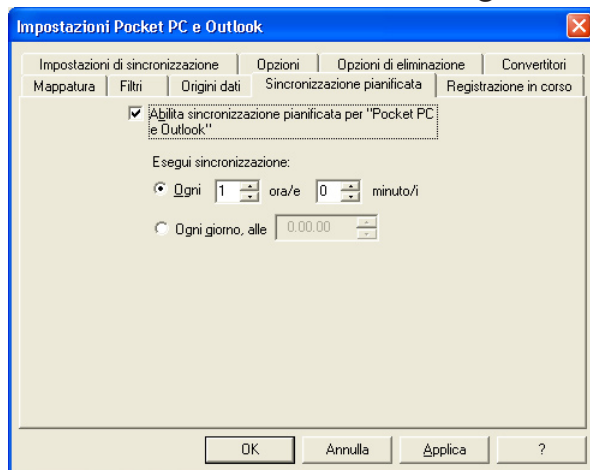 Impostazioni Pocket PC e Outlook
Impostazioni di sincronizzazione Opzioni Opzioni di eliminazione Convertitori
Mappatura Filtri Origini dati Sincronizzazione pianificata Registrazione in corso
Abilita sincronizzazione pianificata per "Pocket PC
e Outlook"
Esegui sincronizzazione:
Ogni 1 ora/e 0 minuto/i
Ogni giorno, alle 0.00.00
OK Annulla Applica ?